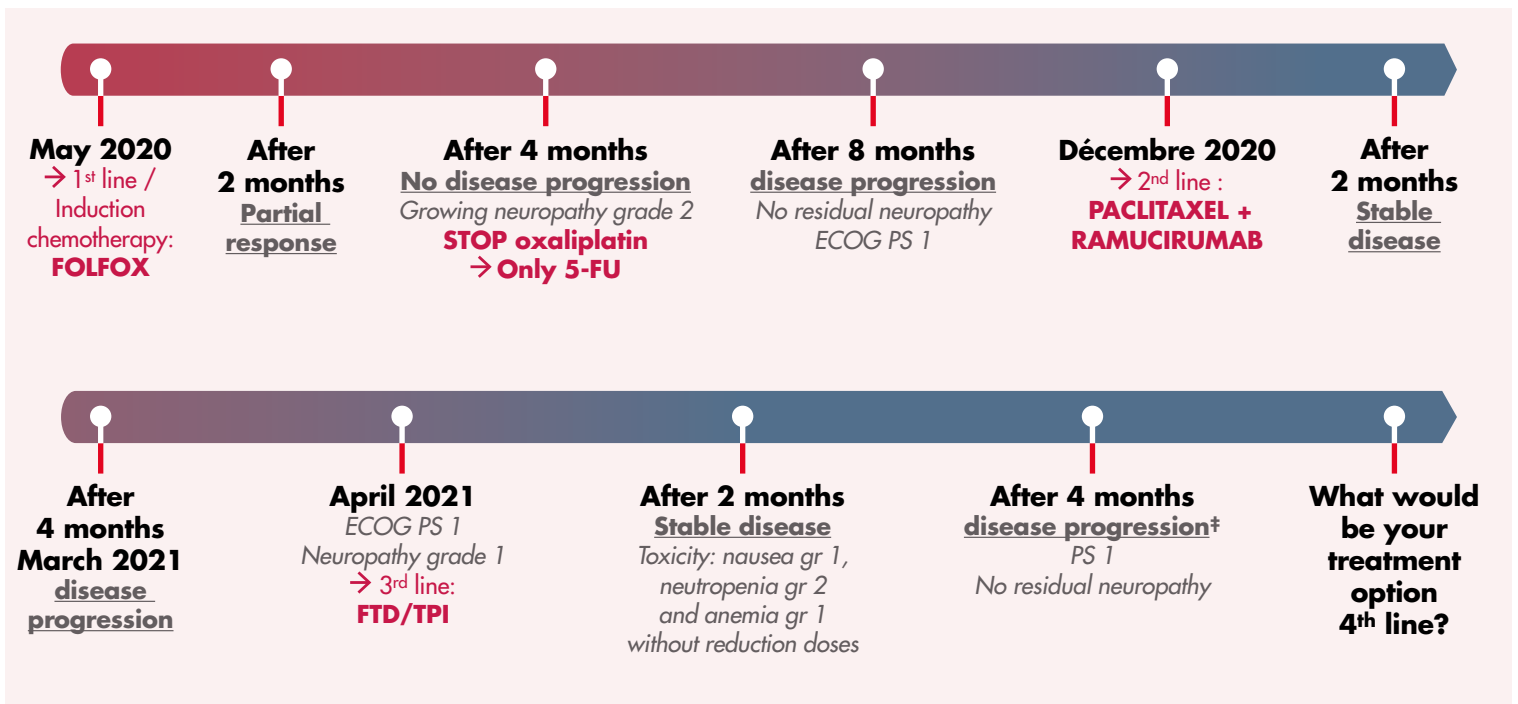 May 2020
→ 1st line /
Induction
chemotherapy:
FOLFOX
After
2 months
Partial
response
After 4 months
No disease progression
Growing neuropathy grade 2
STOP oxaliplatin
→ Only 5-FU
After 8 months
disease progression
No residual neuropathy
ECOG PS 1
Décembre 2020
→ 2nd line :
PACLITAXEL +
RAMUCIRUMAB
After
2 months
Stable
disease
After
4 months
March 2021
disease
progression
April 2021
ECOG PS 1
Neuropathy grade 1
→ 3rd line:
FTD/TPI
After 2 months
Stable disease
Toxicity: nausea gr 1,
neutropenia gr 2
and anemia gr 1
without reduction doses
After 4 months
disease progression‡
PS 1
No residual neuropathy
What would
be your
treatment
option
4th line?